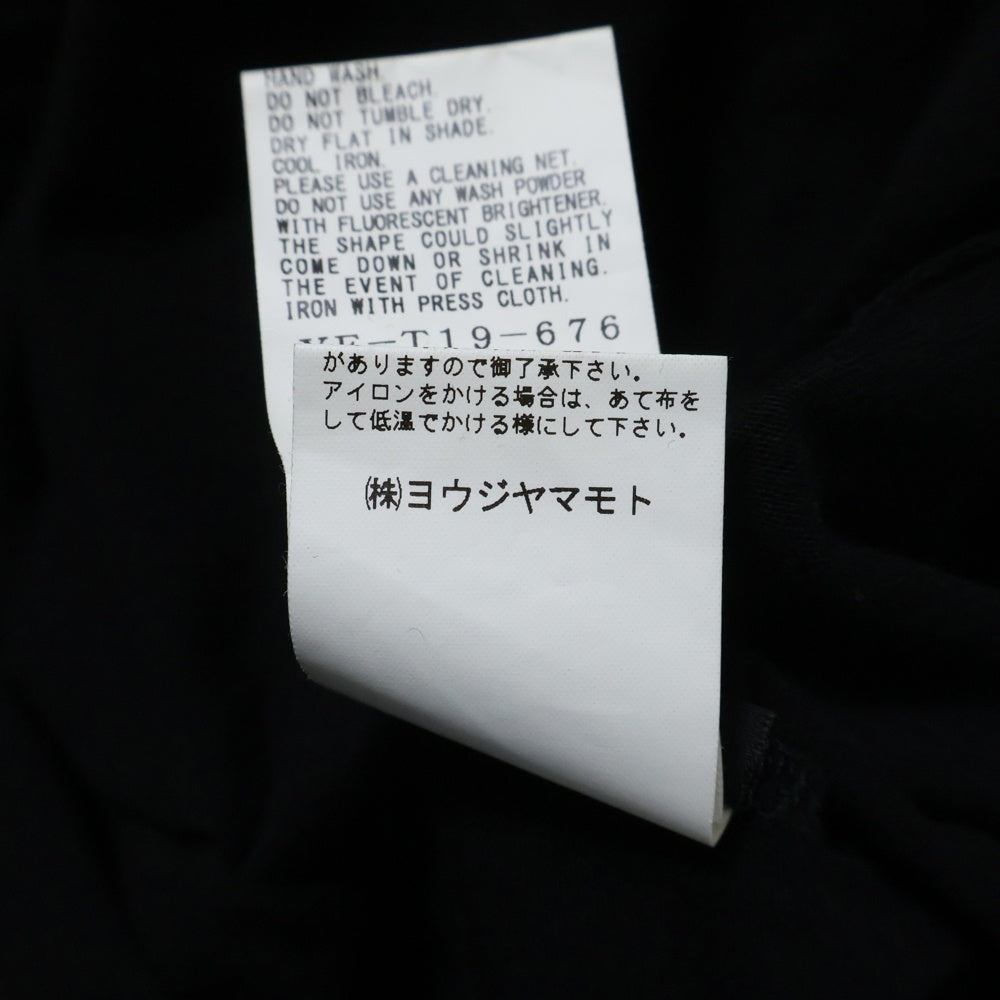 HAND WASH.
DO NOT BLEACH.
DO NOT TUMBLE DRY.
DRY FLAT IN SHADE.
COOL IRON.
PLEASE USE A CLEANING NET.
DO NOT USE ANY WASH POWDER
WITH FLUORESCENT BRIGHTENER.
THE SHAPE COULD SLIGHTLY
COME DOWN OR SHRINK IN
THE EVENT OF CLEANING.
IRON WITH PRESS CLOTH.
YE-T19-676
がありますので御了承下さい。
アイロンをかける場合は、あて布を
して低温でかける様にして下さい。
㈱ヨウジヤマモト